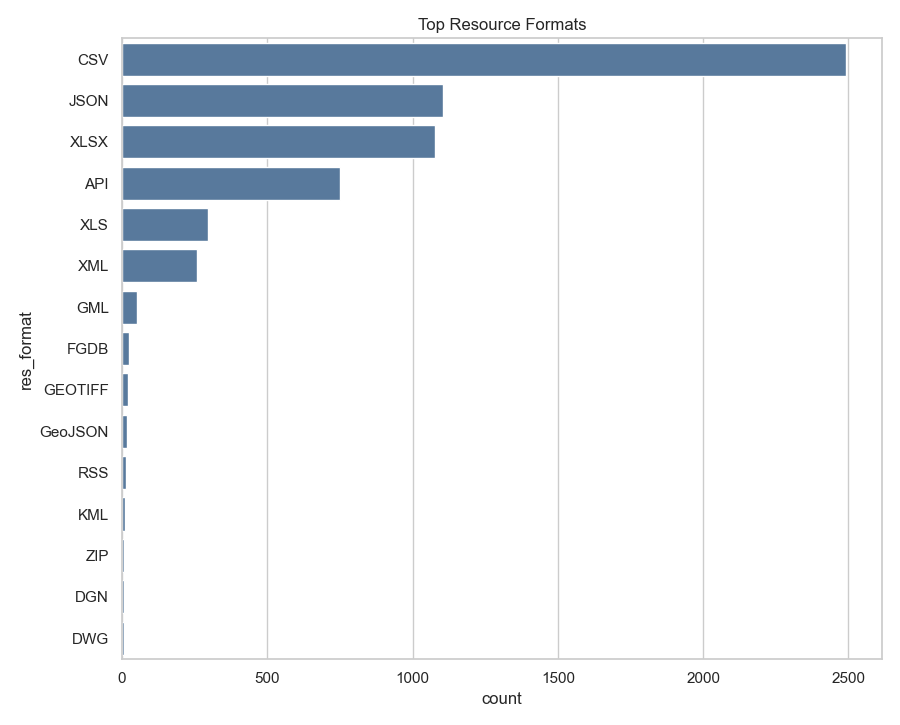 Top Resource Formats
CSV
JSON
XLSX
API
XLS
XML
GML
FGDB
GEOTIFF
GeoJSON
RSS
KML
ZIP
DGN
DWG
res_format
0 500 1000 1500 2000 2500
count